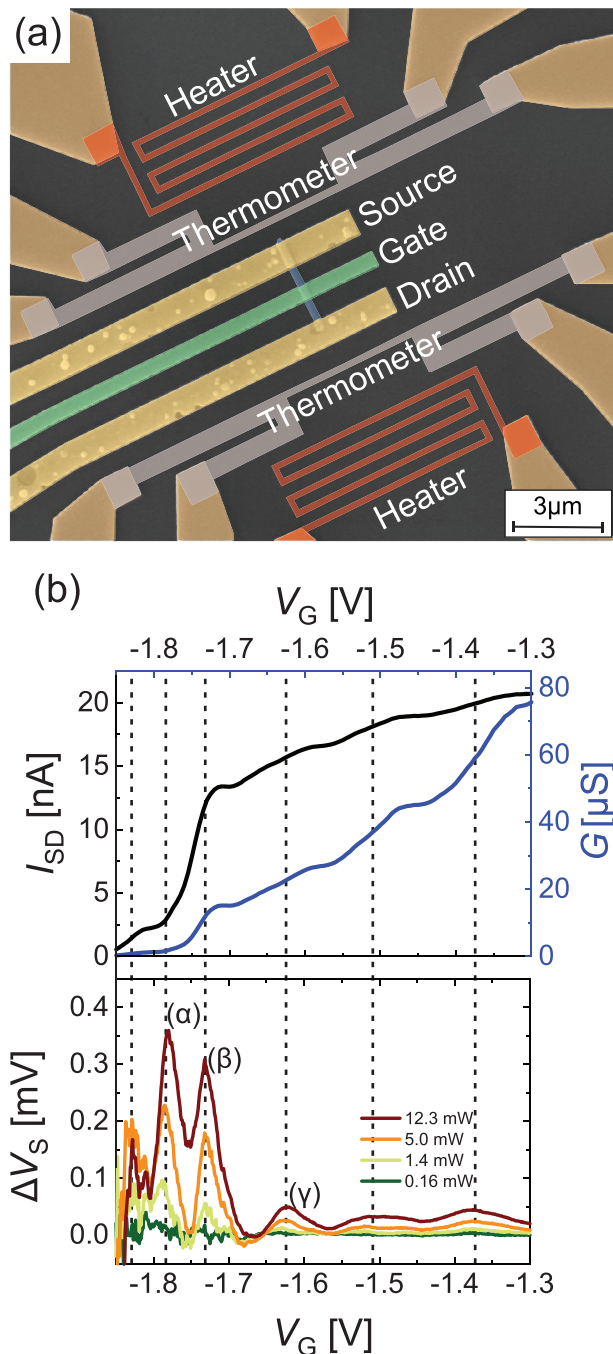 (a)
Heater
Thermometer
Source
Gate
Drain
Thermometer
Heater
3µm
(b)
V_G [V]
-1.8 -1.7 -1.6 -1.5 -1.4 -1.3
20
15
10
5
0
I_SD [nA]
80
60
40
20
0
G [µS]
(α)
(β)
(γ)
0.4
0.3
0.2
0.1
0.0
ΔV_S [mV]
12.3 mW
5.0 mW
1.4 mW
0.16 mW
-1.8 -1.7 -1.6 -1.5 -1.4 -1.3
V_G [V]